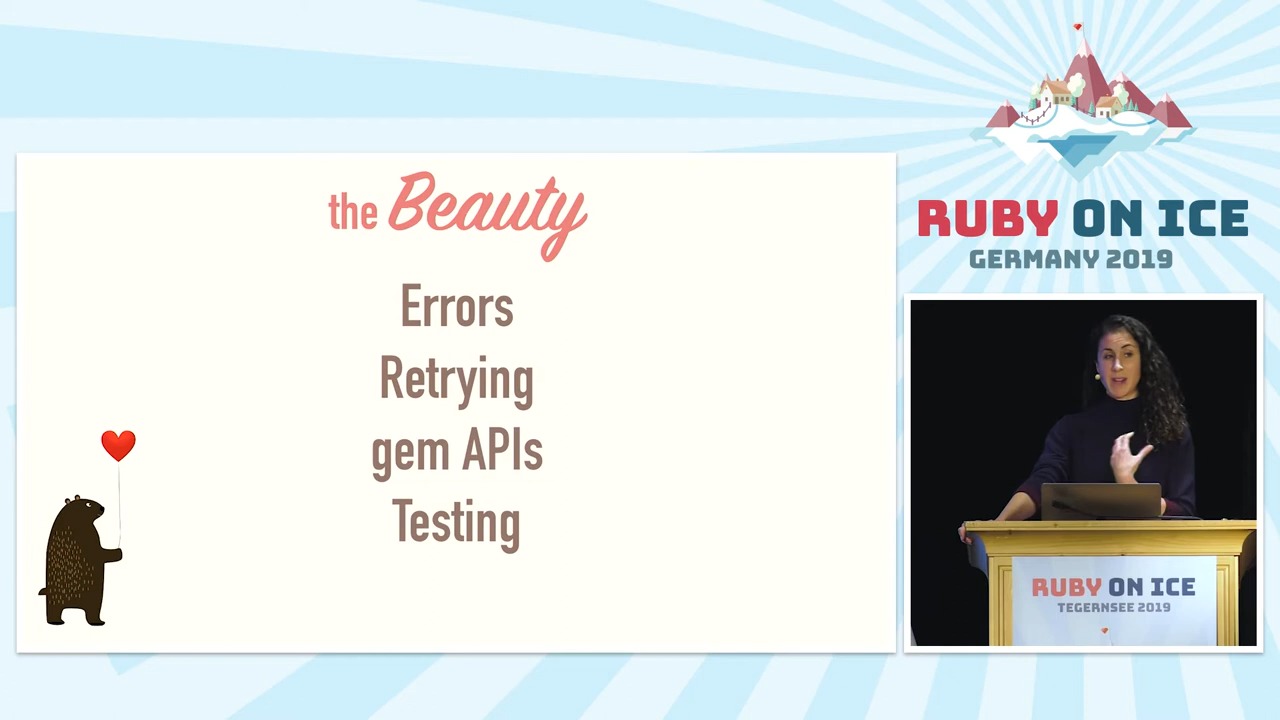 the Beauty
Errors
Retrying
gem APIs
Testing
RUBY ON ICE
GERMANY 2019
RUBY ON ICE
TEGERNSEE 2019